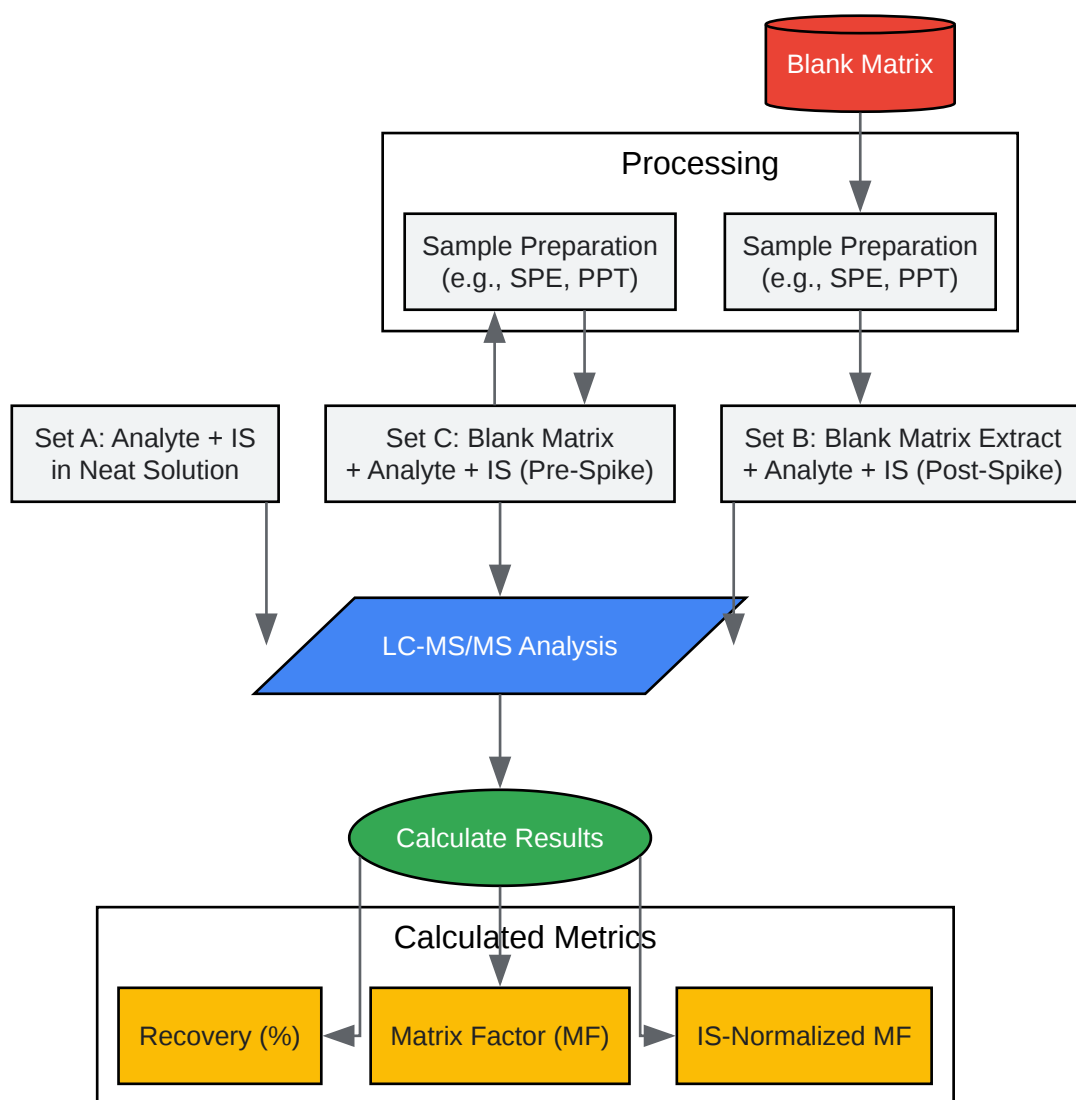 Blank Matrix
Processing
Sample Preparation
(e.g., SPE, PPT)
Sample Preparation
(e.g., SPE, PPT)
Set A: Analyte + IS
in Neat Solution
Set C: Blank Matrix
+ Analyte + IS (Pre-Spike)
Set B: Blank Matrix Extract
+ Analyte + IS (Post-Spike)
LC-MS/MS Analysis
Calculate Results
Calculated Metrics
Recovery (%)
Matrix Factor (MF)
IS-Normalized MF